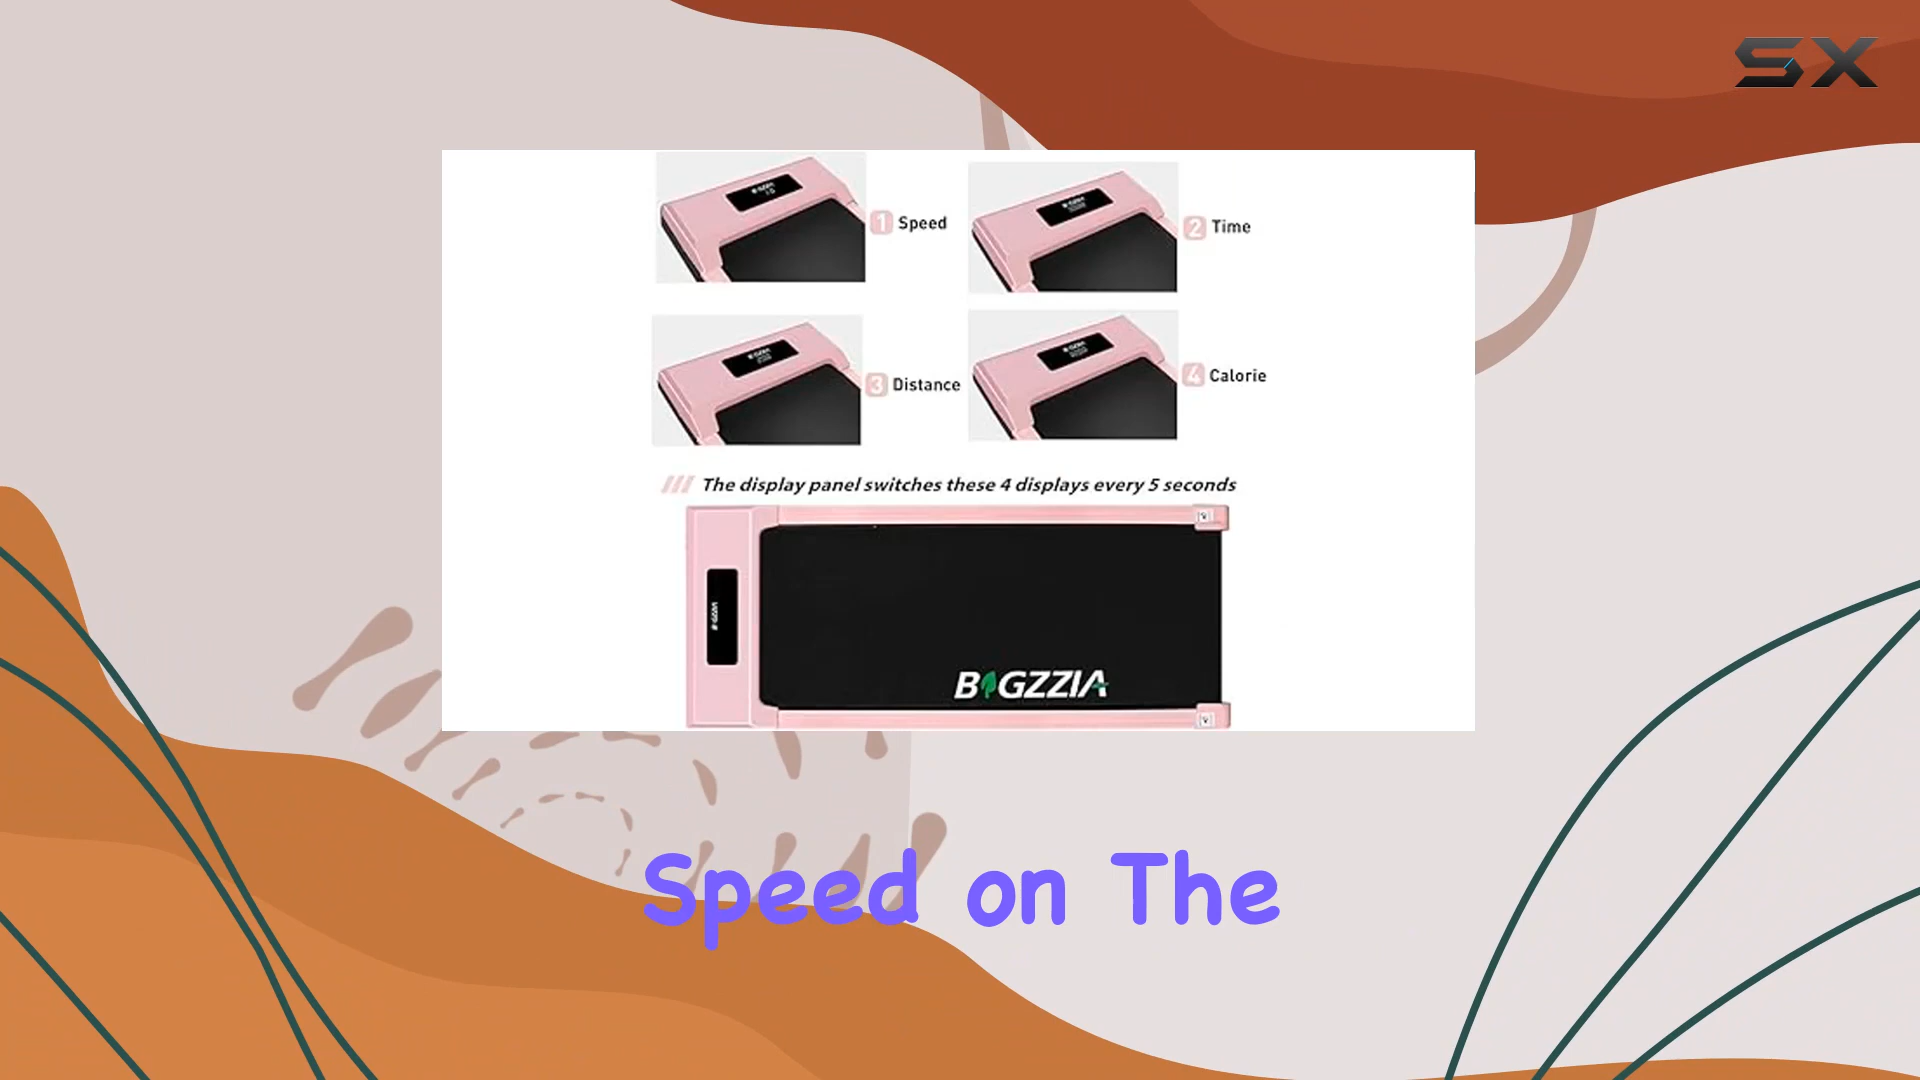 SX
1 Speed
2 Time
3 Distance
4 Calorie
The display panel switches these 4 displays every 5 seconds
BIGZZIA
Speed on The